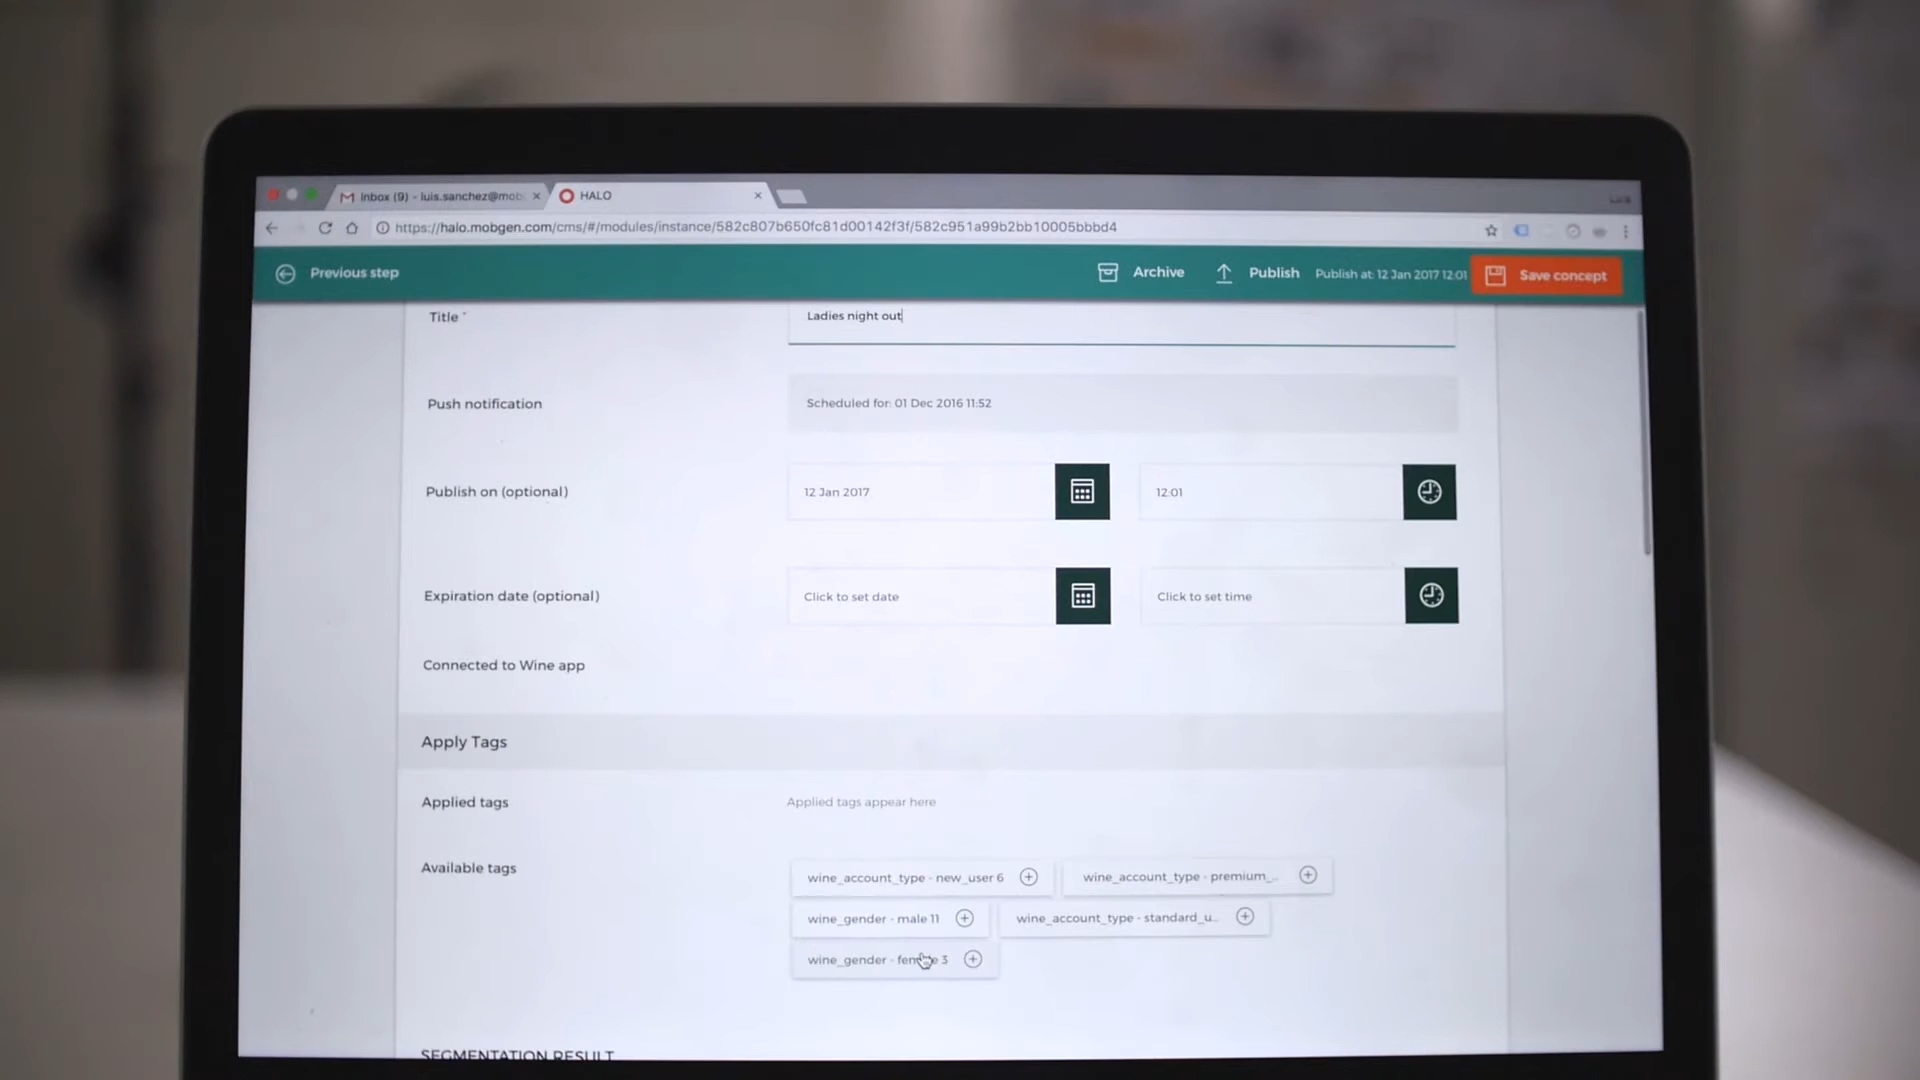 Inbox (9) - luis.sanchez@mob
HALO
https://halo.mobgen.com/cms/#/modules/instance/582c807b650fc81d00142f3f/582c951a99b2bb10005bbbd4
Previous step
Archive
Publish
Publish at: 12 Jan 2017 12:01
Save concept
Title *
Ladies night out
Push notification
Scheduled for: 01 Dec 2016 11:52
Publish on (optional)
12 Jan 2017
12:01
Expiration date (optional)
Click to set date
Click to set time
Connected to Wine app
Apply Tags
Applied tags
Applied tags appear here
Available tags
wine_account_type - new_user 6
wine_account_type - premium_...
wine_gender - male 11
wine_account_type - standard_u...
wine_gender - 3
SEGMENTATION RESULT